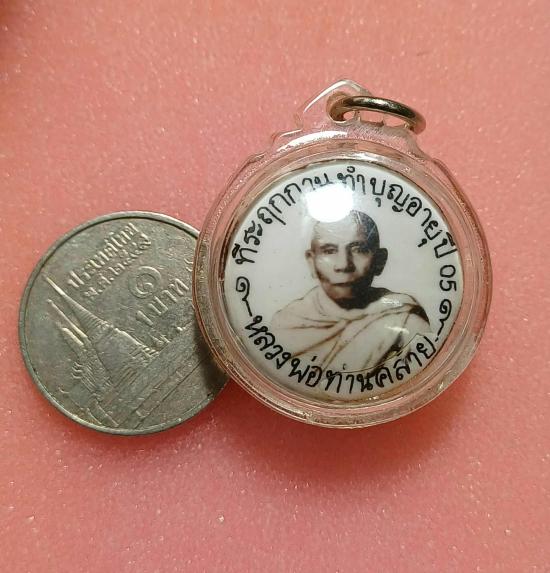 ที่ระฤกงาน ทำบุญอายุปี 05
หลวงพ่อท่านคล้าย
ประเทศไทย
๑
บาท